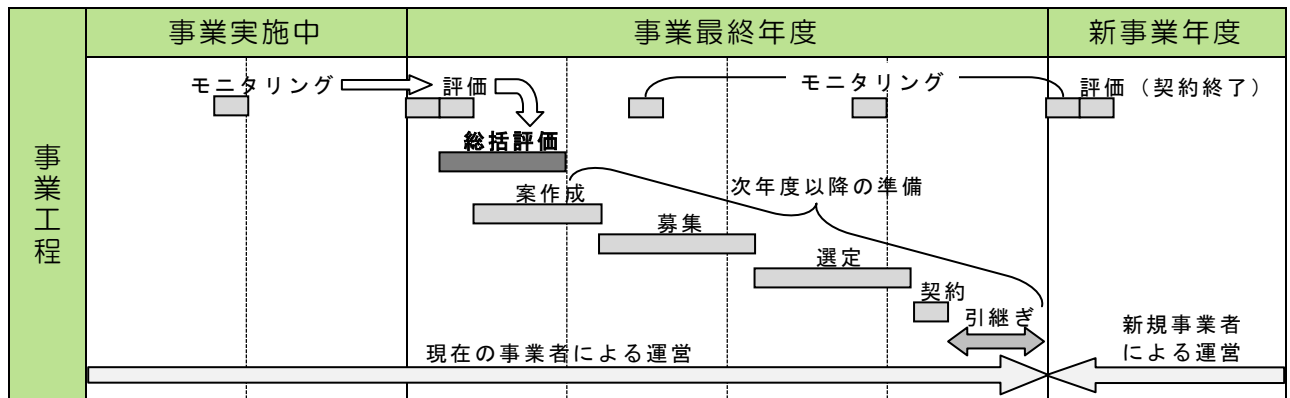 事業実施中
事業最終年度
新事業年度
事業工程
モニタリング
評価
モニタリング
評価（契約終了）
総括評価
案作成
次年度以降の準備
募集
選定
契約
引継ぎ
現在の事業者による運営
新規事業者
による運営